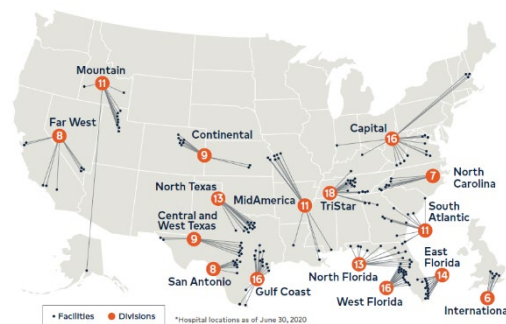 Mountain
11
Far West
8
Continental
9
Capital
16
North
Carolina
7
North Texas
13
MidAmerica
11
TriStar
18
South
Atlantic
11
Central and
West Texas
9
San Antonio
8
Gulf Coast
16
North Florida
13
West Florida
16
East
Florida
14
International
6
• Facilities ● Divisions
*Hospital locations as of June 30, 2020